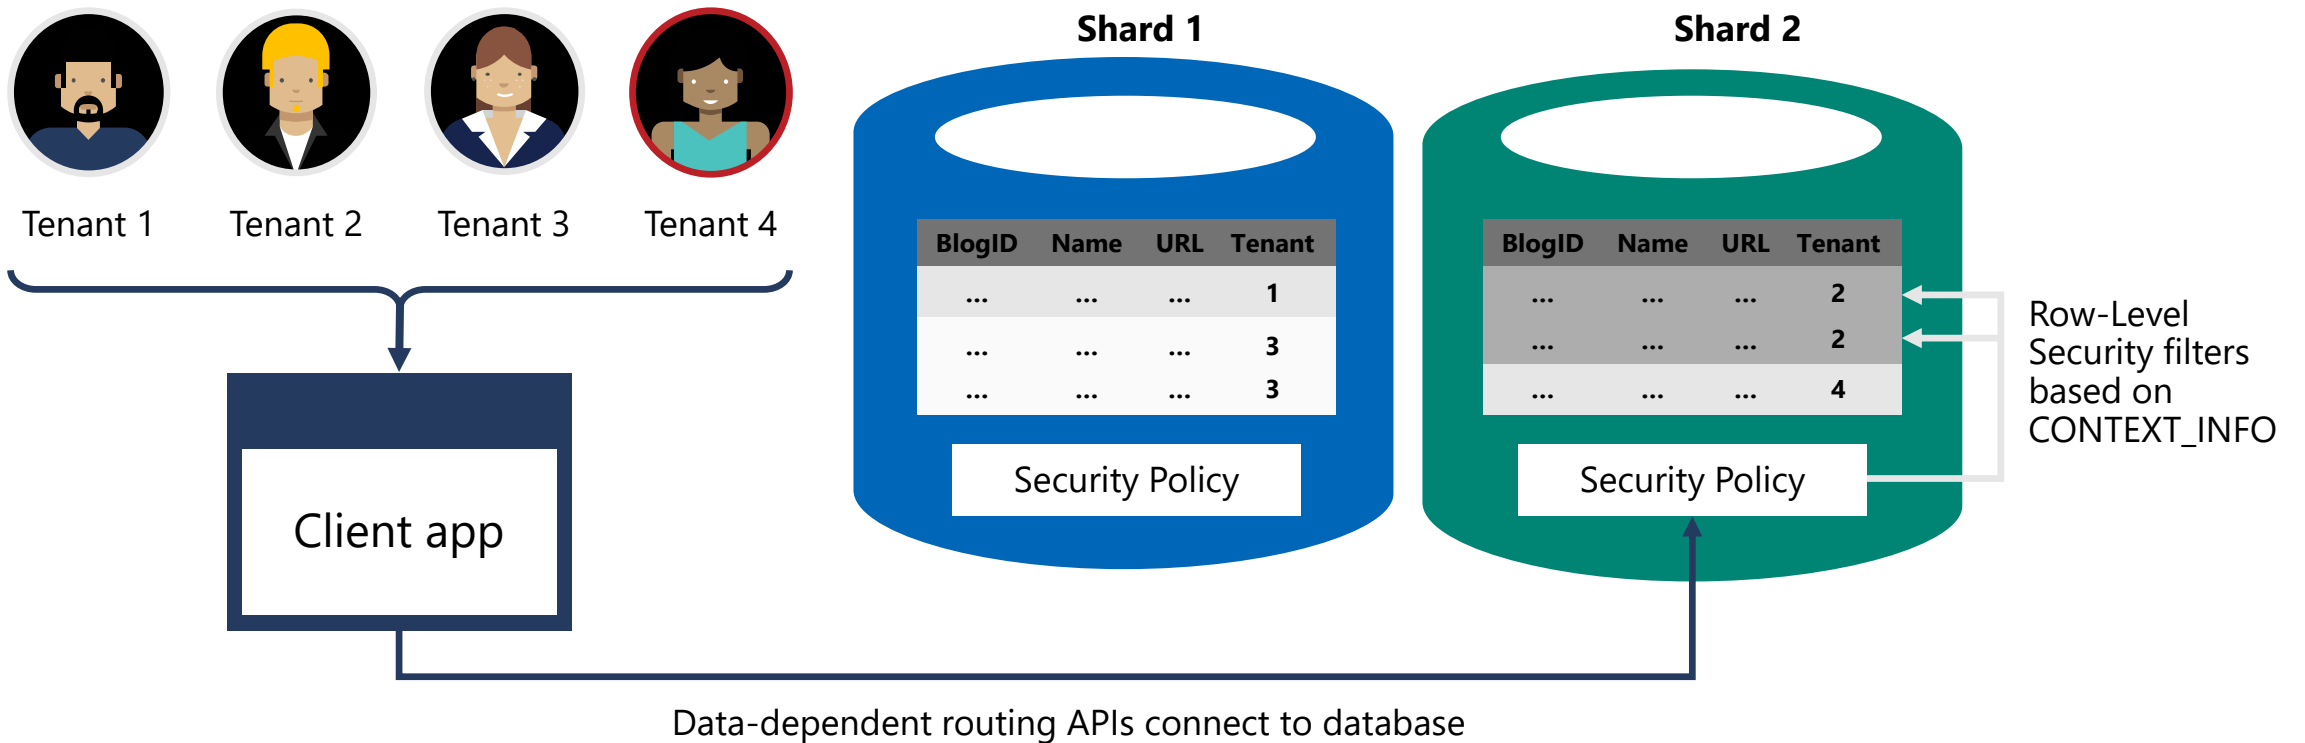 Tenant 1
Tenant 2
Tenant 3
Tenant 4
Client app
Data-dependent routing APIs connect to database
Shard 1
BlogID Name URL Tenant
... ... ... 1
... ... ... 3
... ... ... 3
Security Policy
Shard 2
BlogID Name URL Tenant
... ... ... 2
... ... ... 2
... ... ... 4
Security Policy
Row-Level
Security filters
based on
CONTEXT_INFO